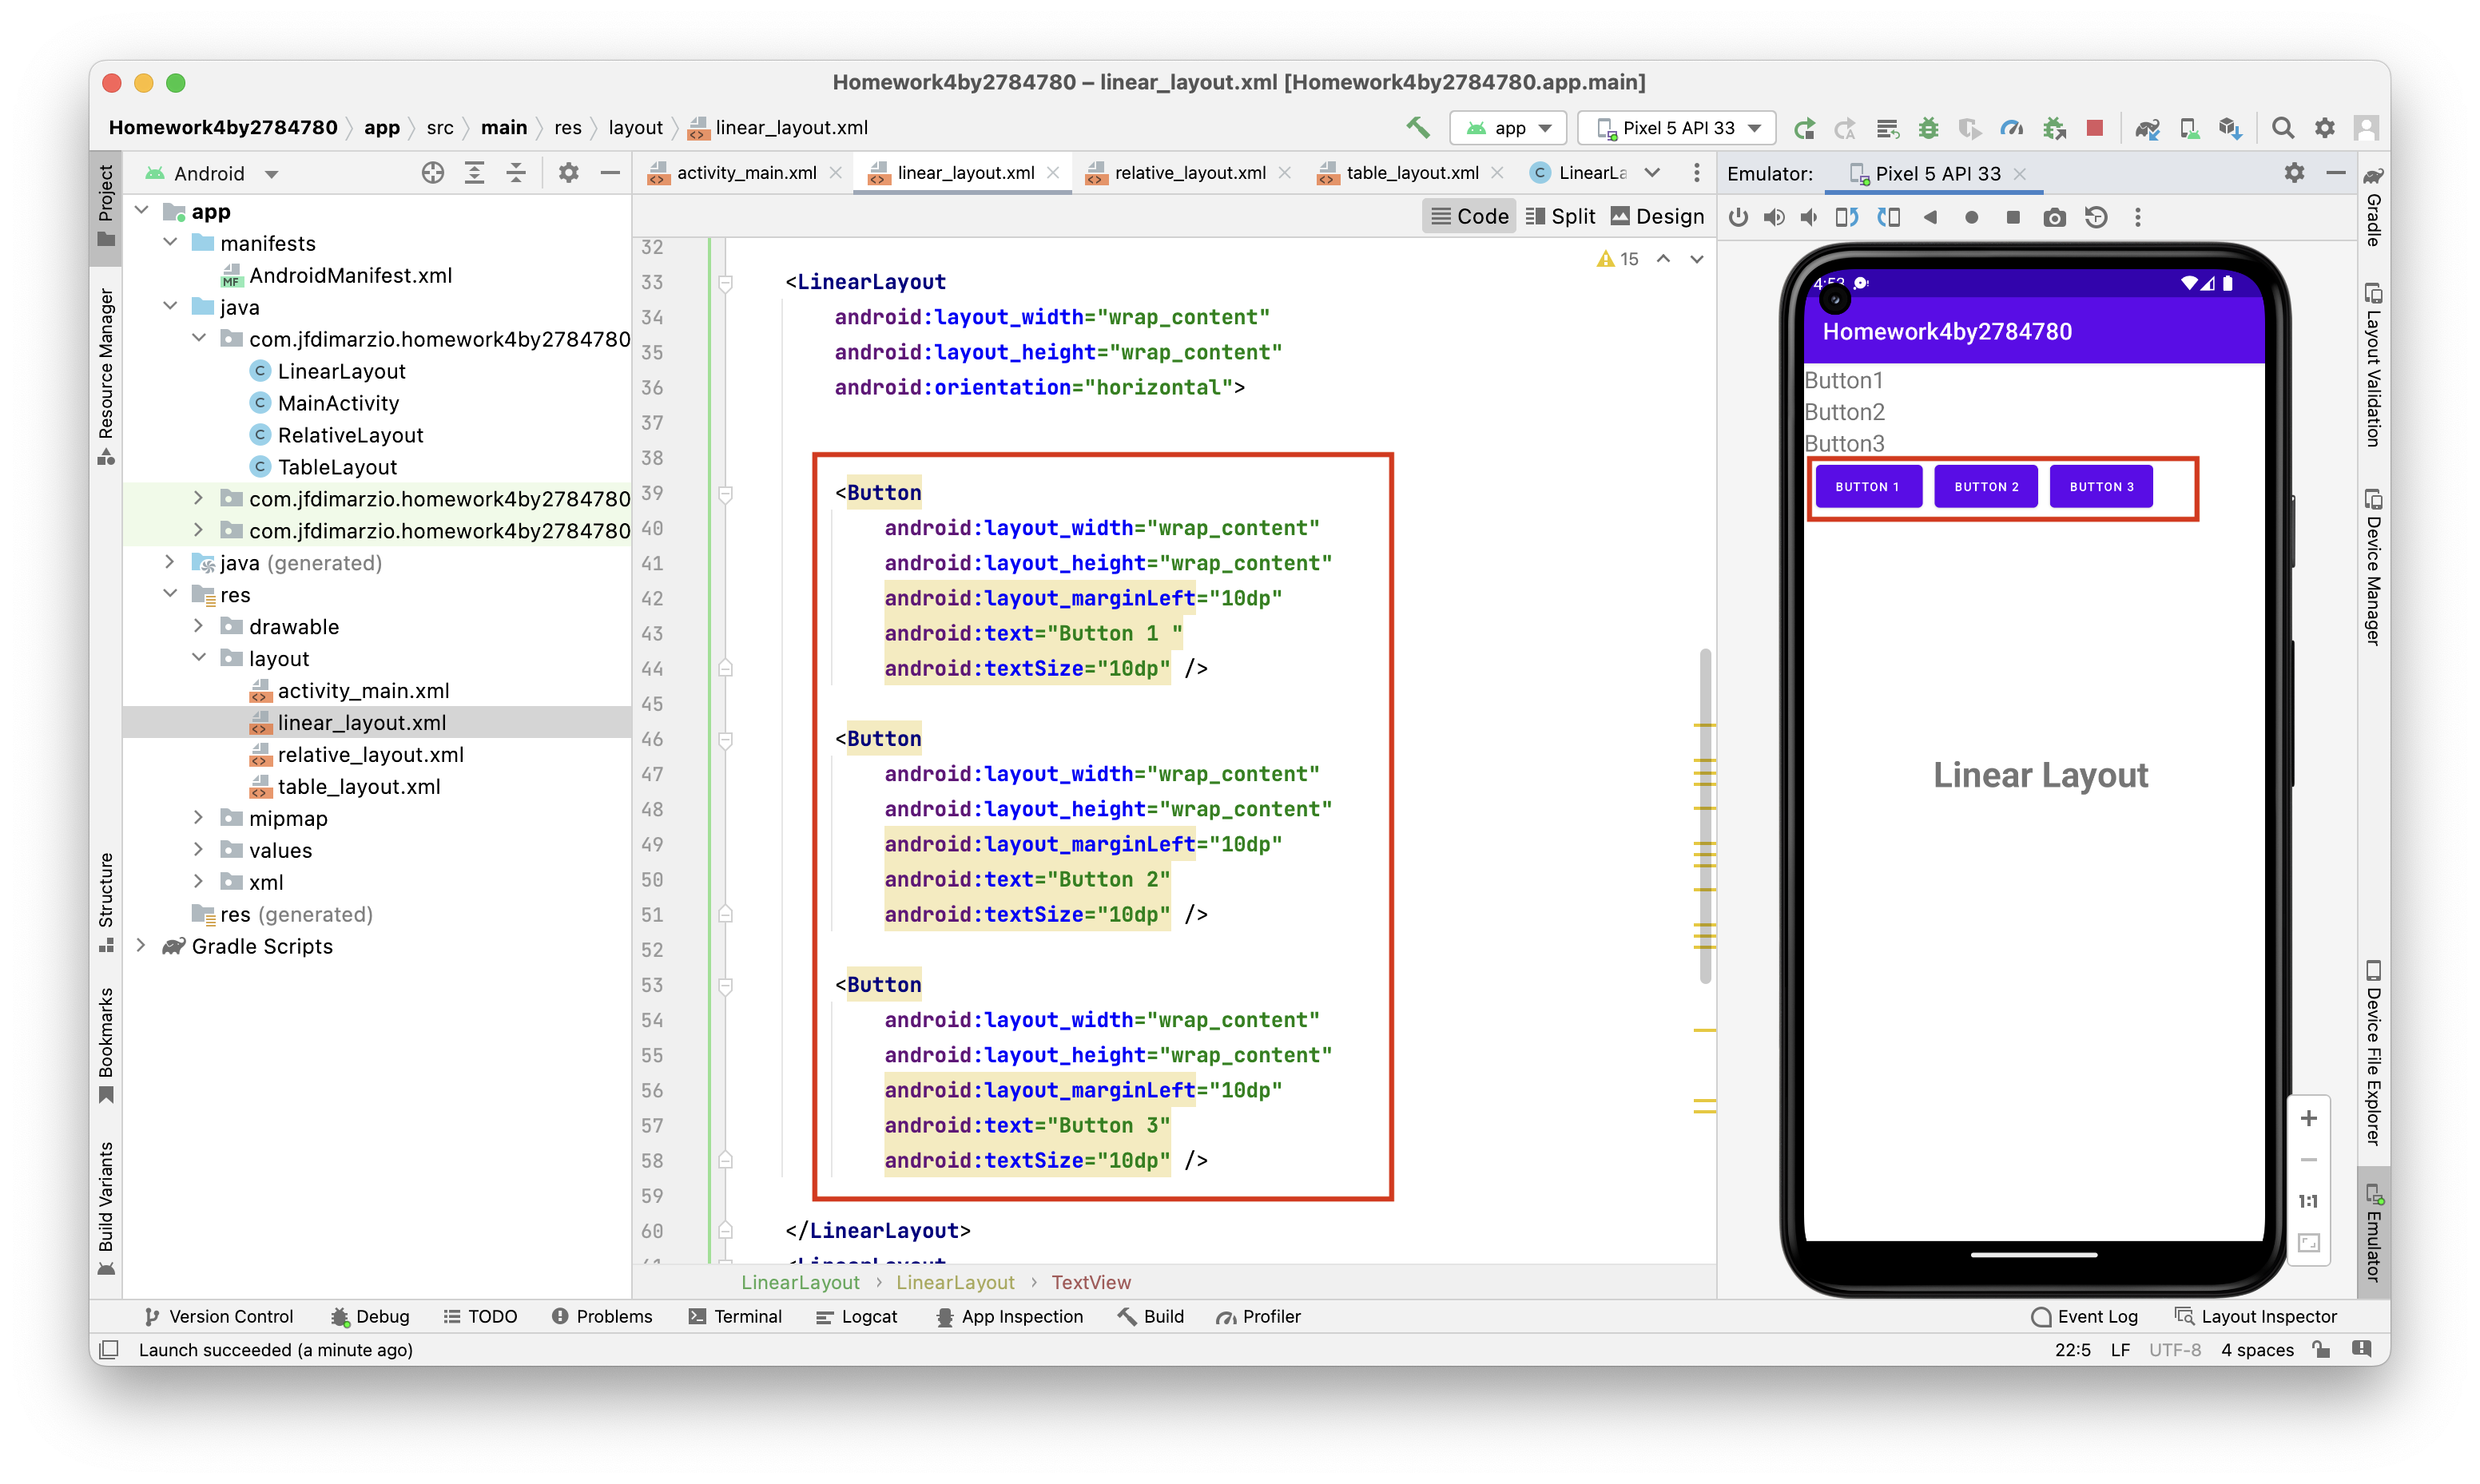 Homework4by2784780 – linear_layout.xml [Homework4by2784780.app.main]
Homework4by2784780 app src main res layout linear_layout.xml
app Pixel 5 API 33
Project
Resource Manager
Structure
Bookmarks
Build Variants
Android
app
manifests
AndroidManifest.xml
java
com.jfdimarzio.homework4by2784780
LinearLayout
MainActivity
RelativeLayout
TableLayout
com.jfdimarzio.homework4by2784780
com.jfdimarzio.homework4by2784780
java (generated)
res
drawable
layout
activity_main.xml
linear_layout.xml
relative_layout.xml
table_layout.xml
mipmap
values
xml
res (generated)
Gradle Scripts
activity_main.xml linear_layout.xml relative_layout.xml table_layout.xml
Code Split Design
15
32
33 <LinearLayout
34 android:layout_width="wrap_content"
35 android:layout_height="wrap_content"
36 android:orientation="horizontal">
37
38
39 <Button
40 android:layout_width="wrap_content"
41 android:layout_height="wrap_content"
42 android:layout_marginLeft="10dp"
43 android:text="Button 1 "
44 android:textSize="10dp" />
45
46 <Button
47 android:layout_width="wrap_content"
48 android:layout_height="wrap_content"
49 android:layout_marginLeft="10dp"
50 android:text="Button 2"
51 android:textSize="10dp" />
52
53 <Button
54 android:layout_width="wrap_content"
55 android:layout_height="wrap_content"
56 android:layout_marginLeft="10dp"
57 android:text="Button 3"
58 android:textSize="10dp" />
59
60 </LinearLayout>
LinearLayout › LinearLayout › TextView
Emulator: Pixel 5 API 33
Homework4by2784780
Button1
Button2
Button3
BUTTON 1 BUTTON 2 BUTTON 3
Linear Layout
1:1
Gradle
Layout Validation
Device Manager
Device File Explorer
Emulator
Version Control Debug TODO Problems Terminal Logcat App Inspection Build Profiler Event Log Layout Inspector
Launch succeeded (a minute ago) 22:5 LF UTF-8 4 spaces